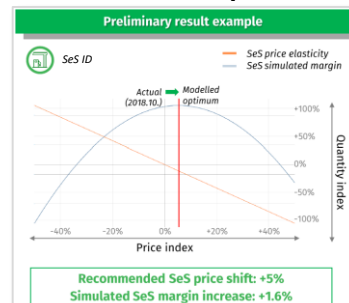 Preliminary result example
SeS ID
SeS price elasticity
SeS simulated margin
Actual
(2018.10.)
Modelled
optimum
+100%
+50%
0%
-50%
-100%
Quantity index
-40%
-20%
0%
+20%
+40%
Price index
Recommended SeS price shift: +5%
Simulated SeS margin increase: +1.6%